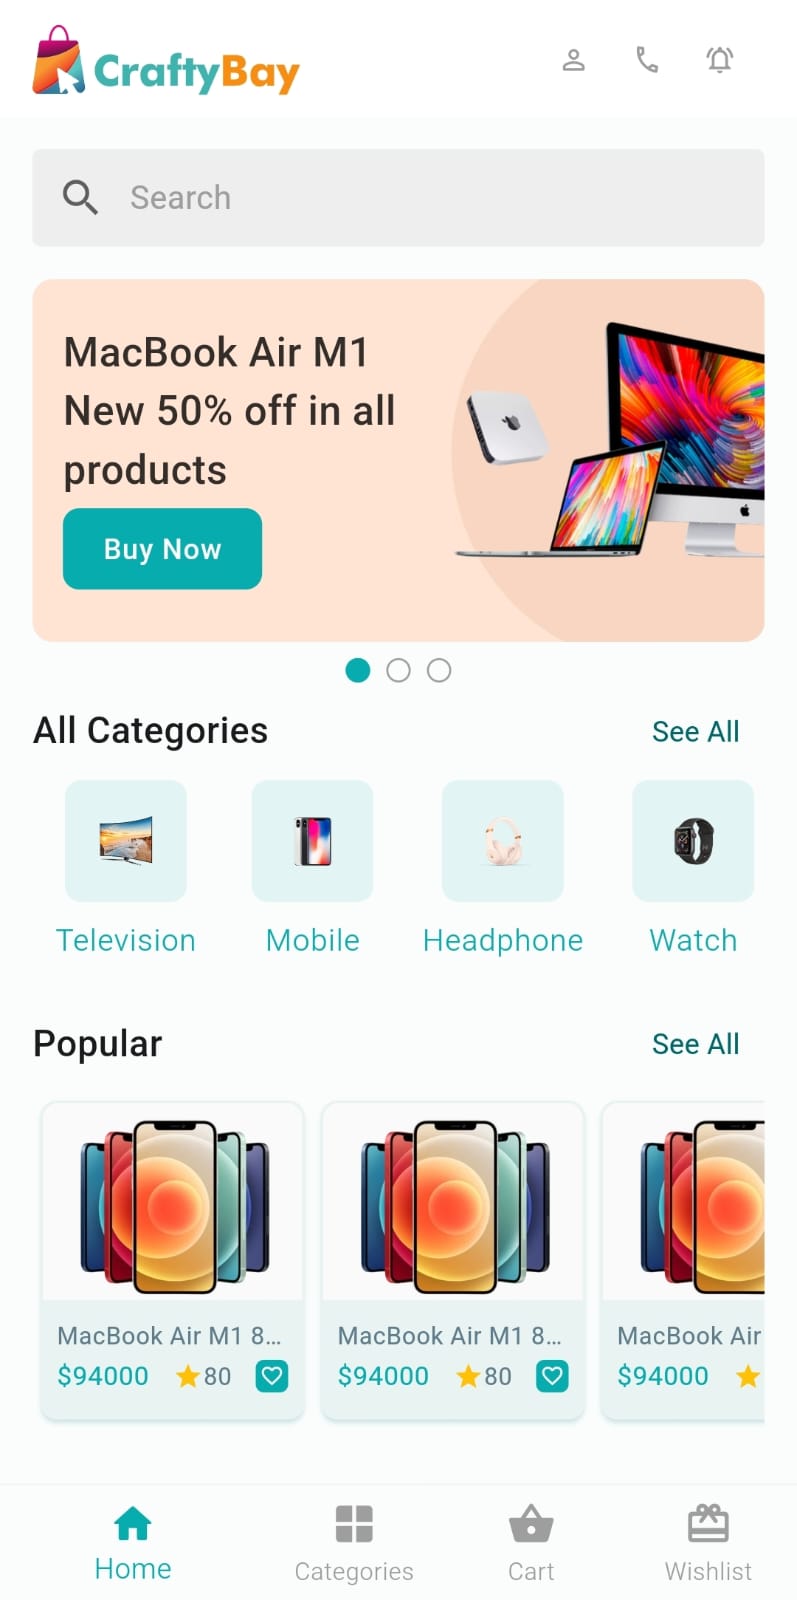 CraftyBay
Search
MacBook Air M1
New 50% off in all
products
Buy Now
All Categories
See All
Television
Mobile
Headphone
Watch
Popular
See All
MacBook Air M1 8...
$94000
80
MacBook Air M1 8...
$94000
80
MacBook Air
$94000
Home
Categories
Cart
Wishlist